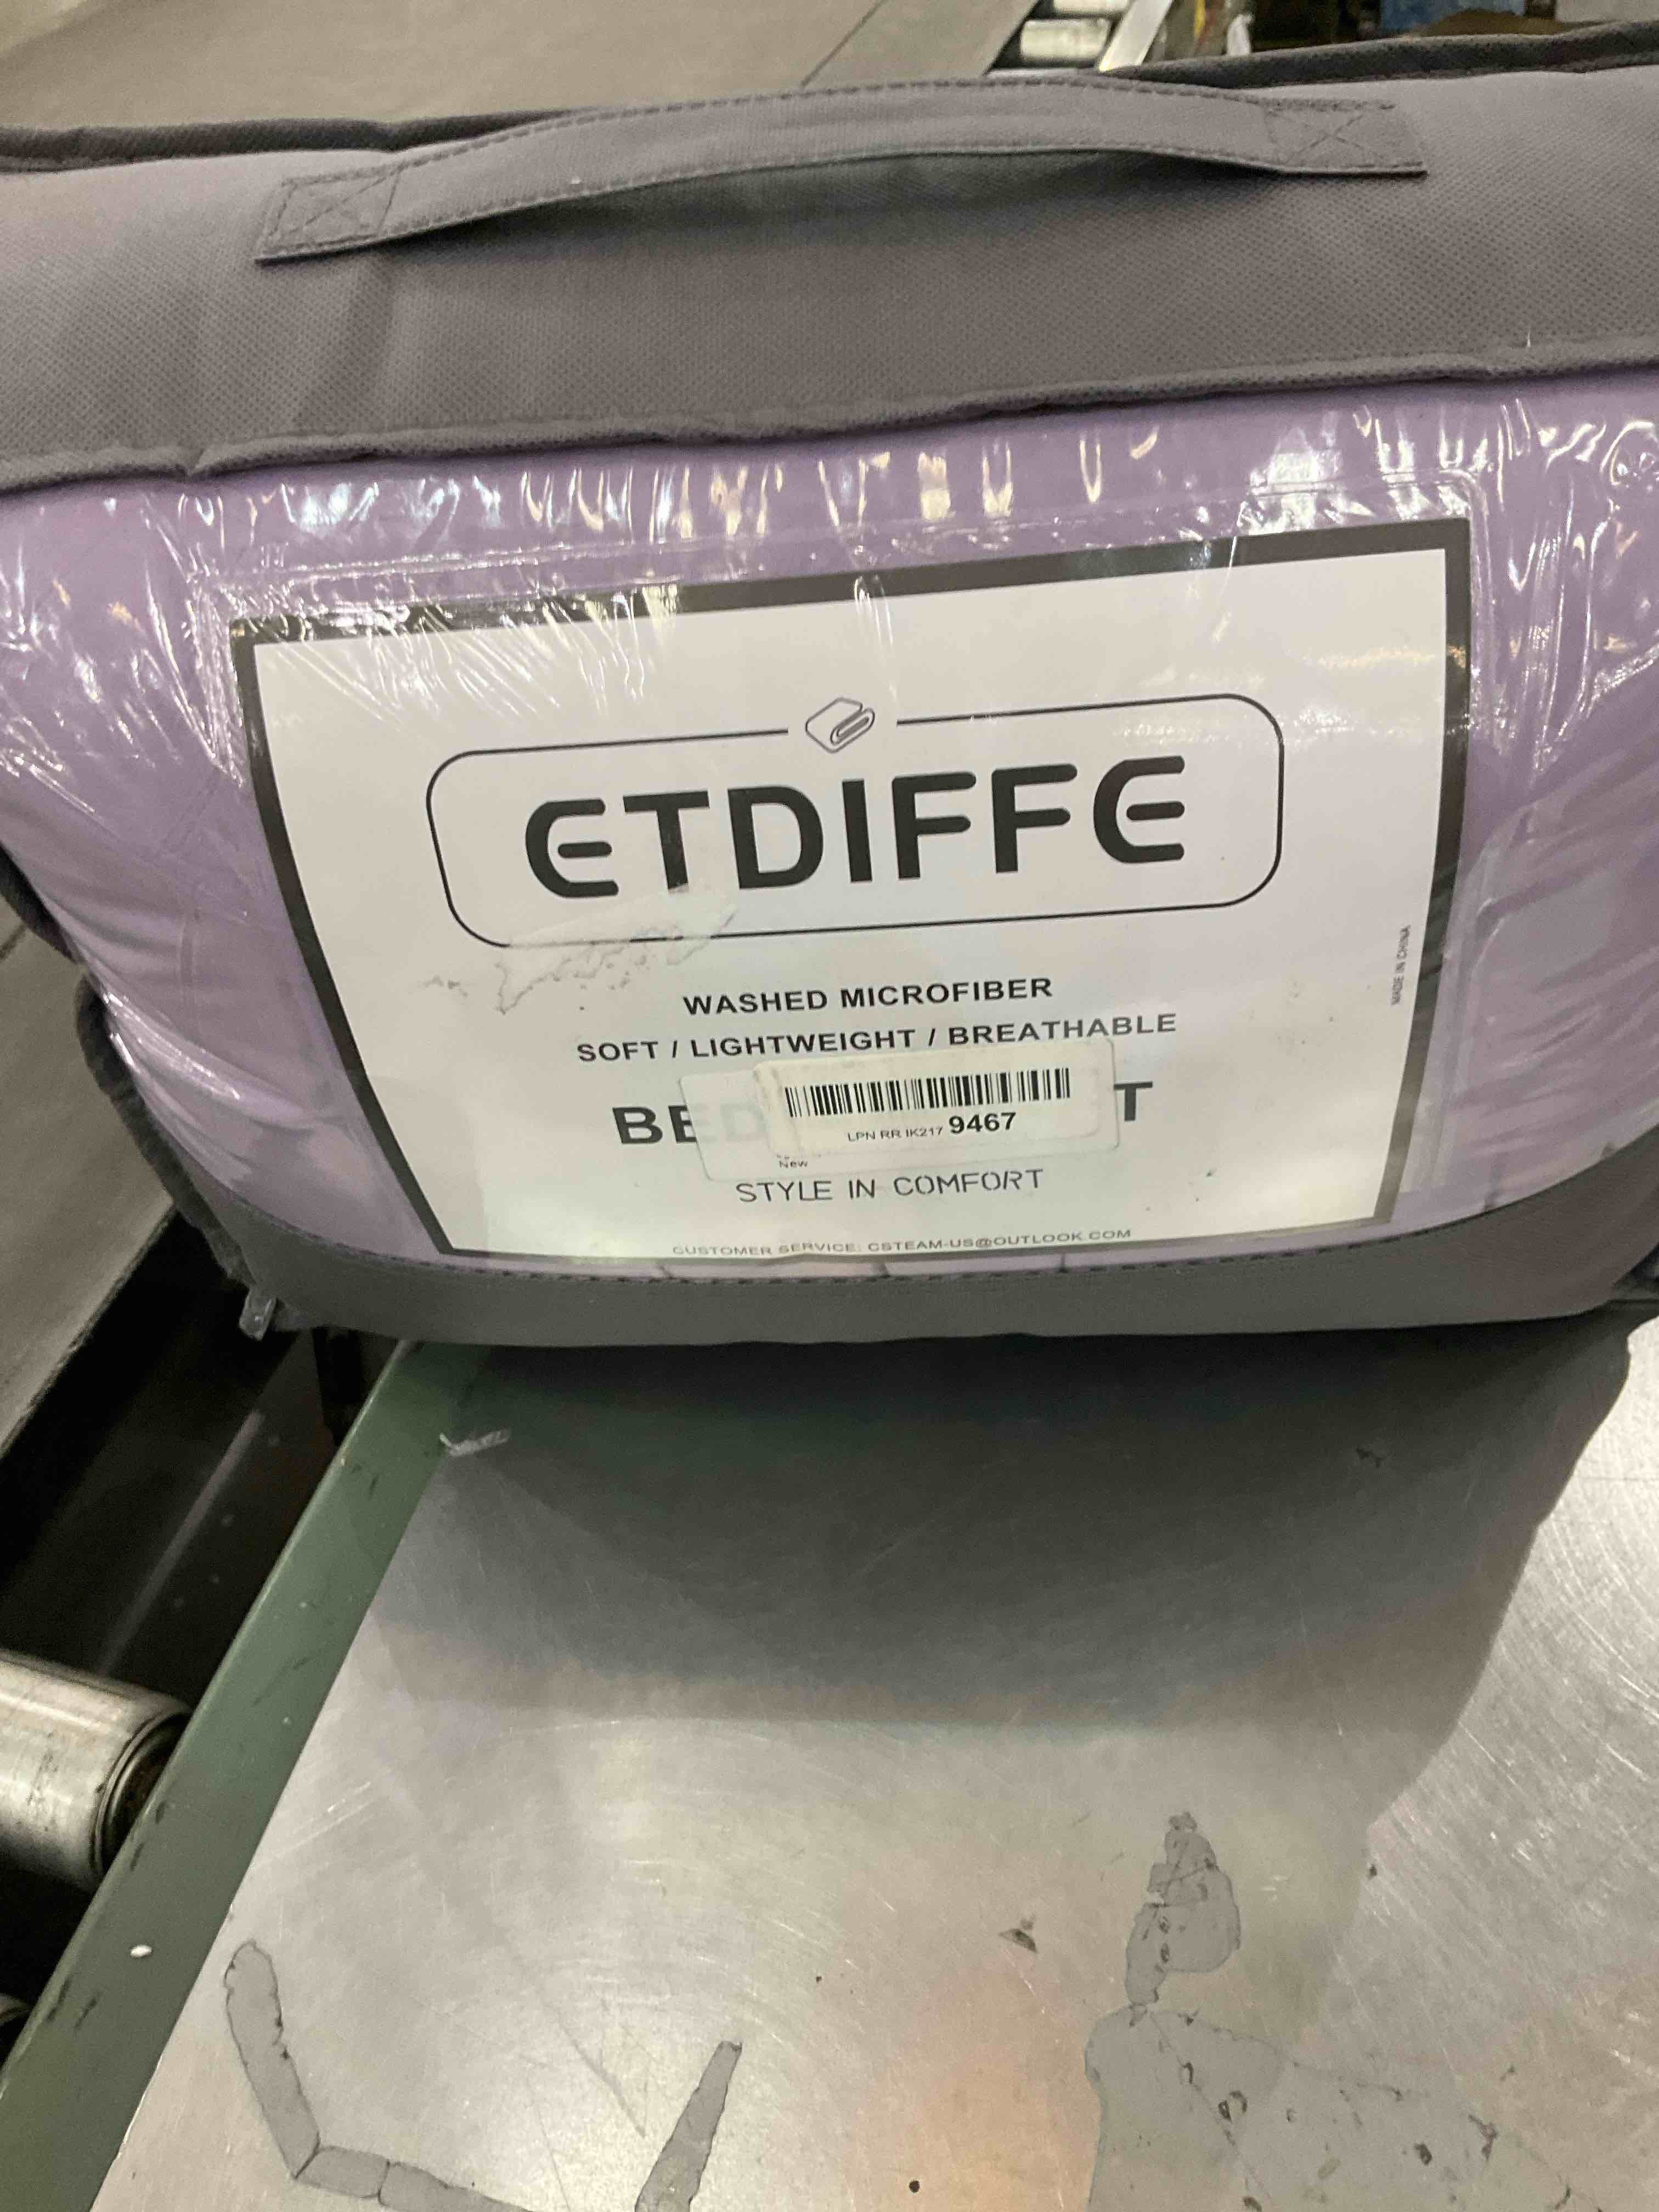 ETDIFFE
WASHED MICROFIBER
SOFT / LIGHTWEIGHT / BREATHABLE
BED T
LPN RR IK217 9467
New
STYLE IN COMFORT
CUSTOMER SERVICE: CSTEAM-US@OUTLOOK.COM
MADE IN CHINA